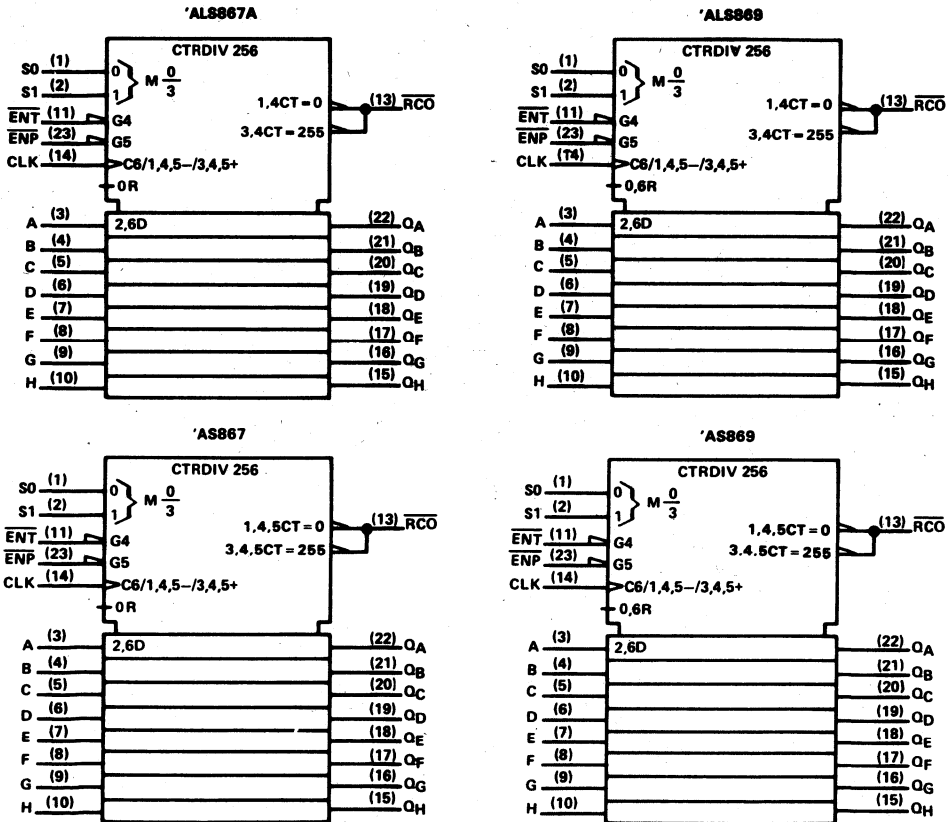 'ALS867A
CTRDIV 256
S0 (1) 0
S1 (2) 1
M 0/3
ENT (11) G4
ENP (23) G5
CLK (14) C6/1,4,5−/3,4,5+
0R
1,4CT = 0
3,4CT = 255
(13) RCO
A (3) 2,6D (22) QA
B (4) (21) QB
C (5) (20) QC
D (6) (19) QD
E (7) (18) QE
F (8) (17) QF
G (9) (16) QG
H (10) (15) QH
'ALS869
CTRDIV 256
S0 (1) 0
S1 (2) 1
M 0/3
ENT (11) G4
ENP (23) G5
CLK (14) C6/1,4,5−/3,4,5+
0,6R
1,4CT = 0
3,4CT = 255
(13) RCO
A (3) 2,6D (22) QA
B (4) (21) QB
C (5) (20) QC
D (6) (19) QD
E (7) (18) QE
F (8) (17) QF
G (9) (16) QG
H (10) (15) QH
'AS867
CTRDIV 256
S0 (1) 0
S1 (2) 1
M 0/3
ENT (11) G4
ENP (23) G5
CLK (14) C6/1,4,5−/3,4,5+
0R
1,4,5CT = 0
3,4,5CT = 255
(13) RCO
A (3) 2,6D (22) QA
B (4) (21) QB
C (5) (20) QC
D (6) (19) QD
E (7) (18) QE
F (8) (17) QF
G (9) (16) QG
H (10) (15) QH
'AS869
CTRDIV 256
S0 (1) 0
S1 (2) 1
M 0/3
ENT (11) G4
ENP (23) G5
CLK (14) C6/1,4,5−/3,4,5+
0,6R
1,4,5CT = 0
3.4.5CT = 255
(13) RCO
A (3) 2,6D (22) QA
B (4) (21) QB
C (5) (20) QC
D (6) (19) QD
E (7) (18) QE
F (8) (17) QF
G (9) (16) QG
H (10) (15) QH